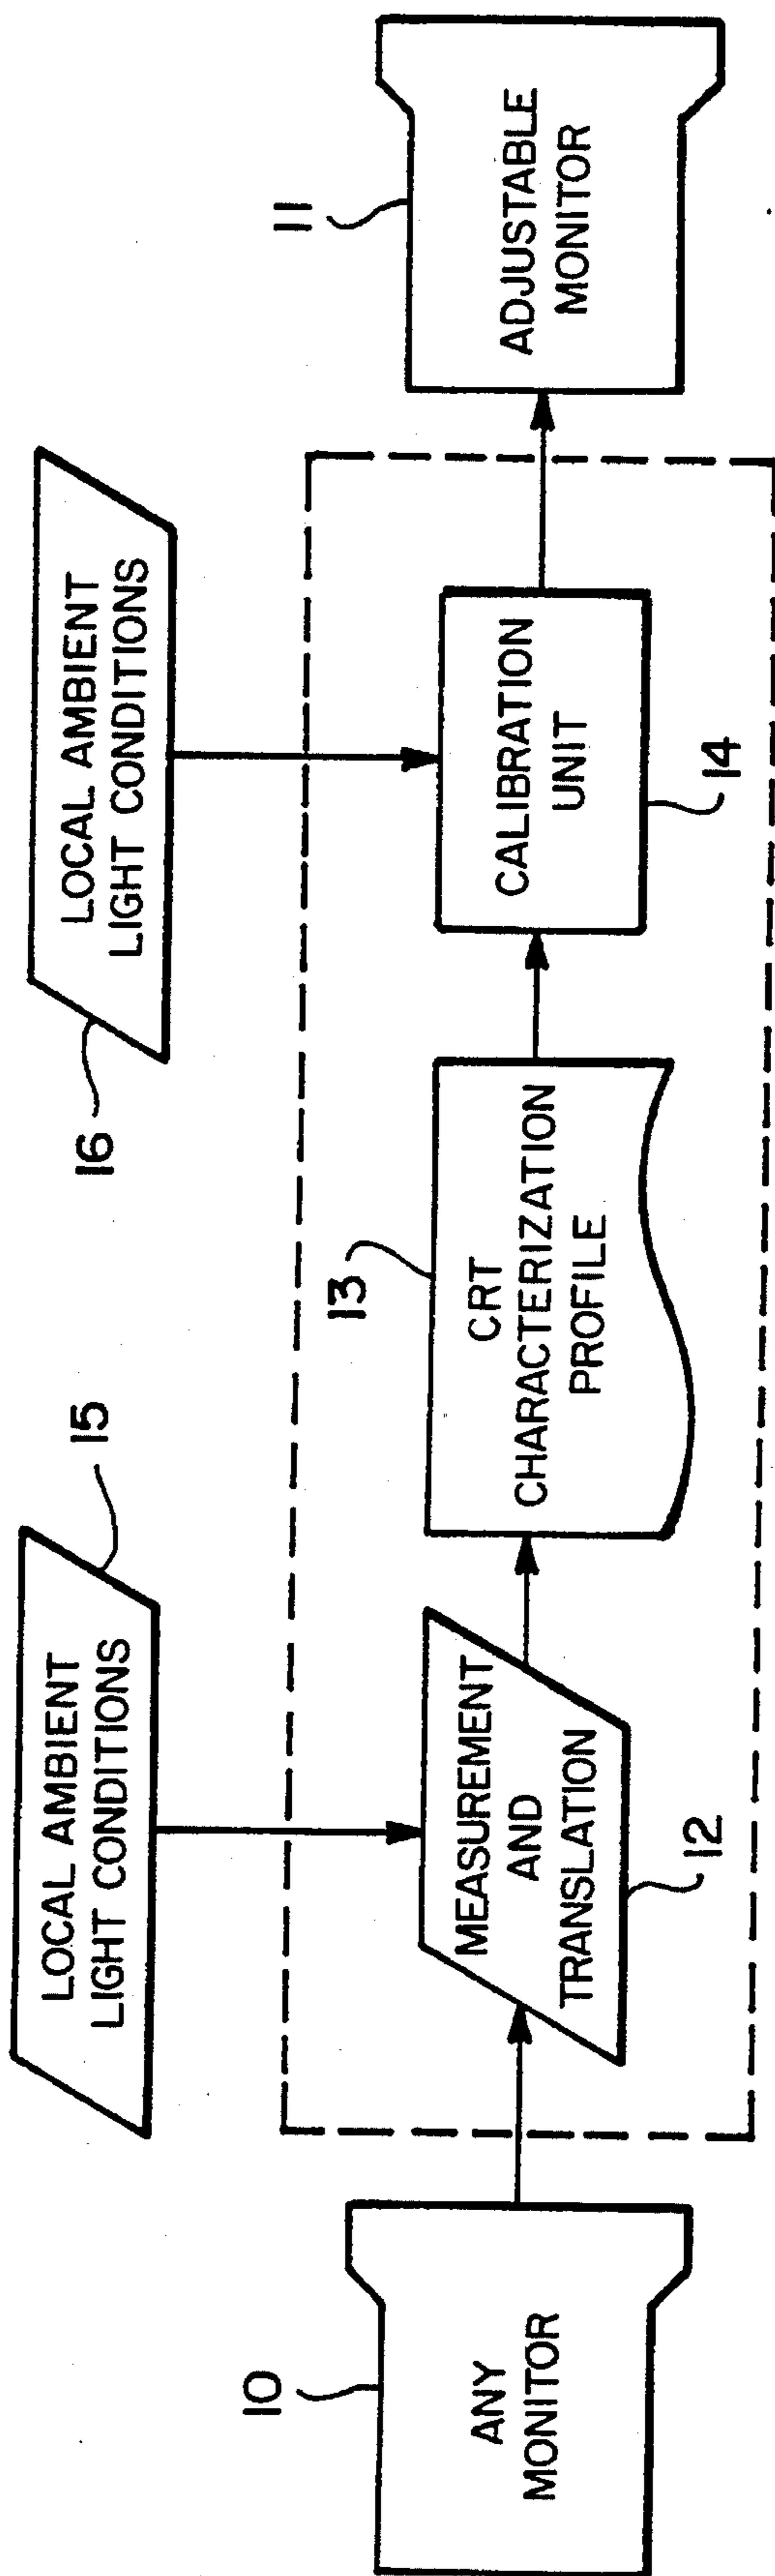 LOCAL AMBIENT
LIGHT CONDITIONS
15
LOCAL AMBIENT
LIGHT CONDITIONS
16
10
ANY
MONITOR
MEASUREMENT
AND
TRANSLATION
12
13
CRT
CHARACTERIZATION
PROFILE
CALIBRATION
UNIT
14
11
ADJUSTABLE
MONITOR